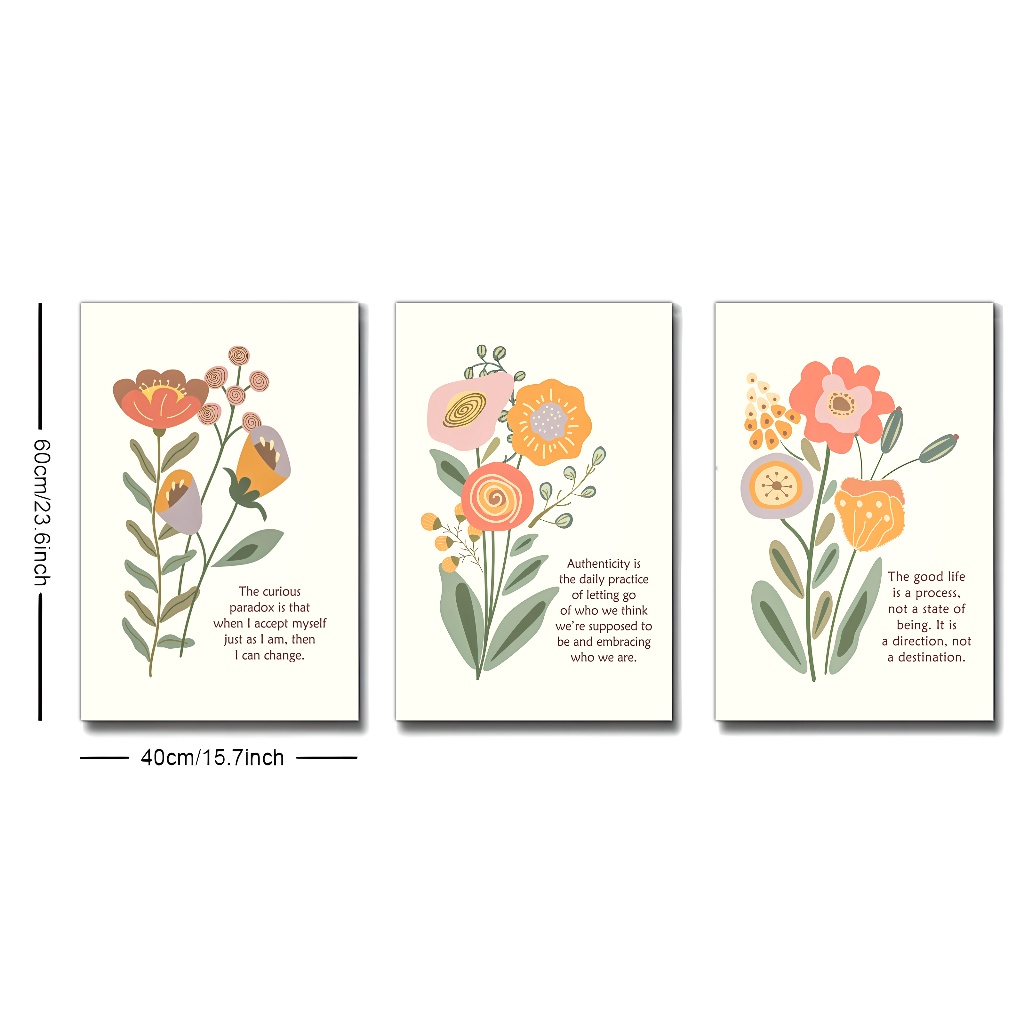 60cm/23.6inch
The curious
paradox is that
when I accept myself
just as I am, then
I can change.
Authenticity is
the daily practice
of letting go
of who we think
we're supposed to
be and embracing
who we are.
The good life
is a process,
not a state of
being. It is
a direction, not
a destination.
40cm/15.7inch